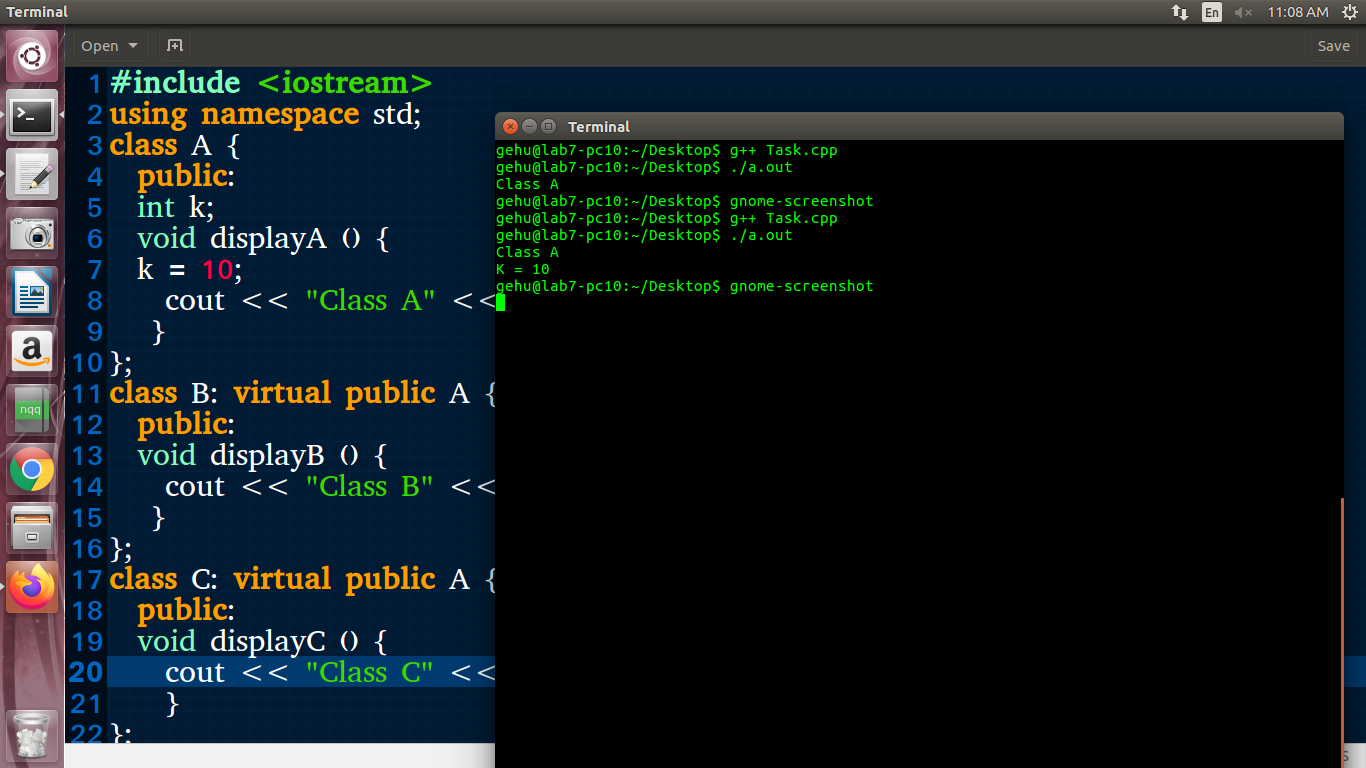 Terminal
En
11:08 AM
Open
Save
1 #include <iostream>
2 using namespace std;
3 class A {
4 public:
5 int k;
6 void displayA () {
7 k = 10;
8 cout << "Class A" <<
9 }
10 };
11 class B: virtual public A {
12 public:
13 void displayB () {
14 cout << "Class B" <<
15 }
16 };
17 class C: virtual public A {
18 public:
19 void displayC () {
20 cout << "Class C" <<
21 }
22 };
Terminal
gehu@lab7-pc10:~/Desktop$ g++ Task.cpp
gehu@lab7-pc10:~/Desktop$ ./a.out
Class A
gehu@lab7-pc10:~/Desktop$ gnome-screenshot
gehu@lab7-pc10:~/Desktop$ g++ Task.cpp
gehu@lab7-pc10:~/Desktop$ ./a.out
Class A
K = 10
gehu@lab7-pc10:~/Desktop$ gnome-screenshot
a
nqq
S